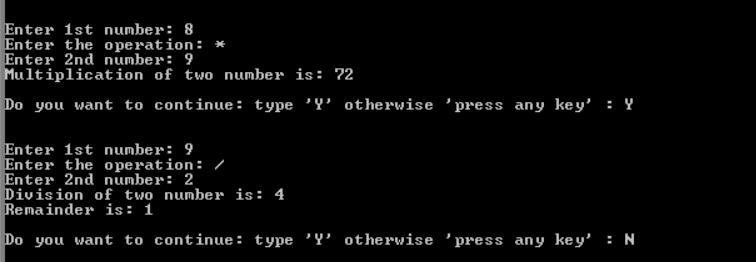 Enter 1st number: 8
Enter the operation: *
Enter 2nd number: 9
Multiplication of two number is: 72
Do you want to continue: type 'Y' otherwise 'press any key' : Y
Enter 1st number: 9
Enter the operation: /
Enter 2nd number: 2
Division of two number is: 4
Remainder is: 1
Do you want to continue: type 'Y' otherwise 'press any key' : N